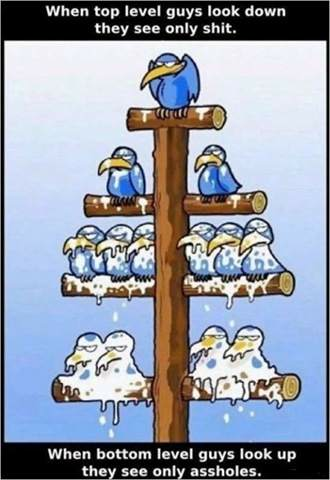 When top level guys look down
they see only shit.
When bottom level guys look up
they see only assholes.